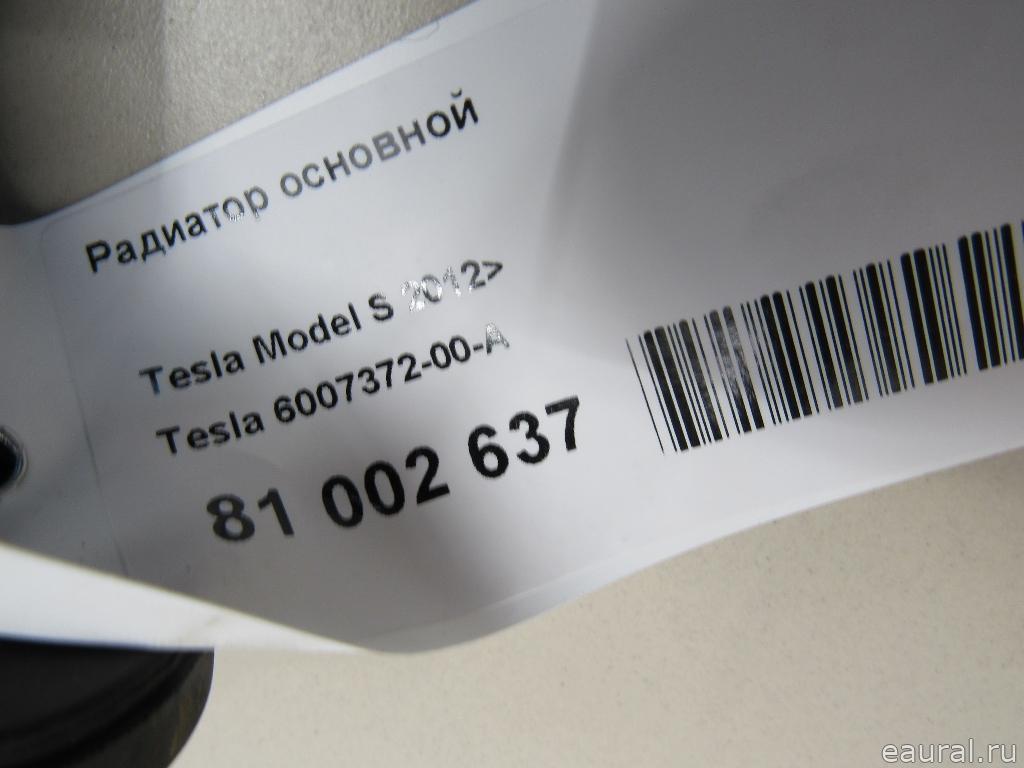 Радиатор основной
Tesla Model S 2012>
Tesla 6007372-00-A
81 002 637
eaural.ru